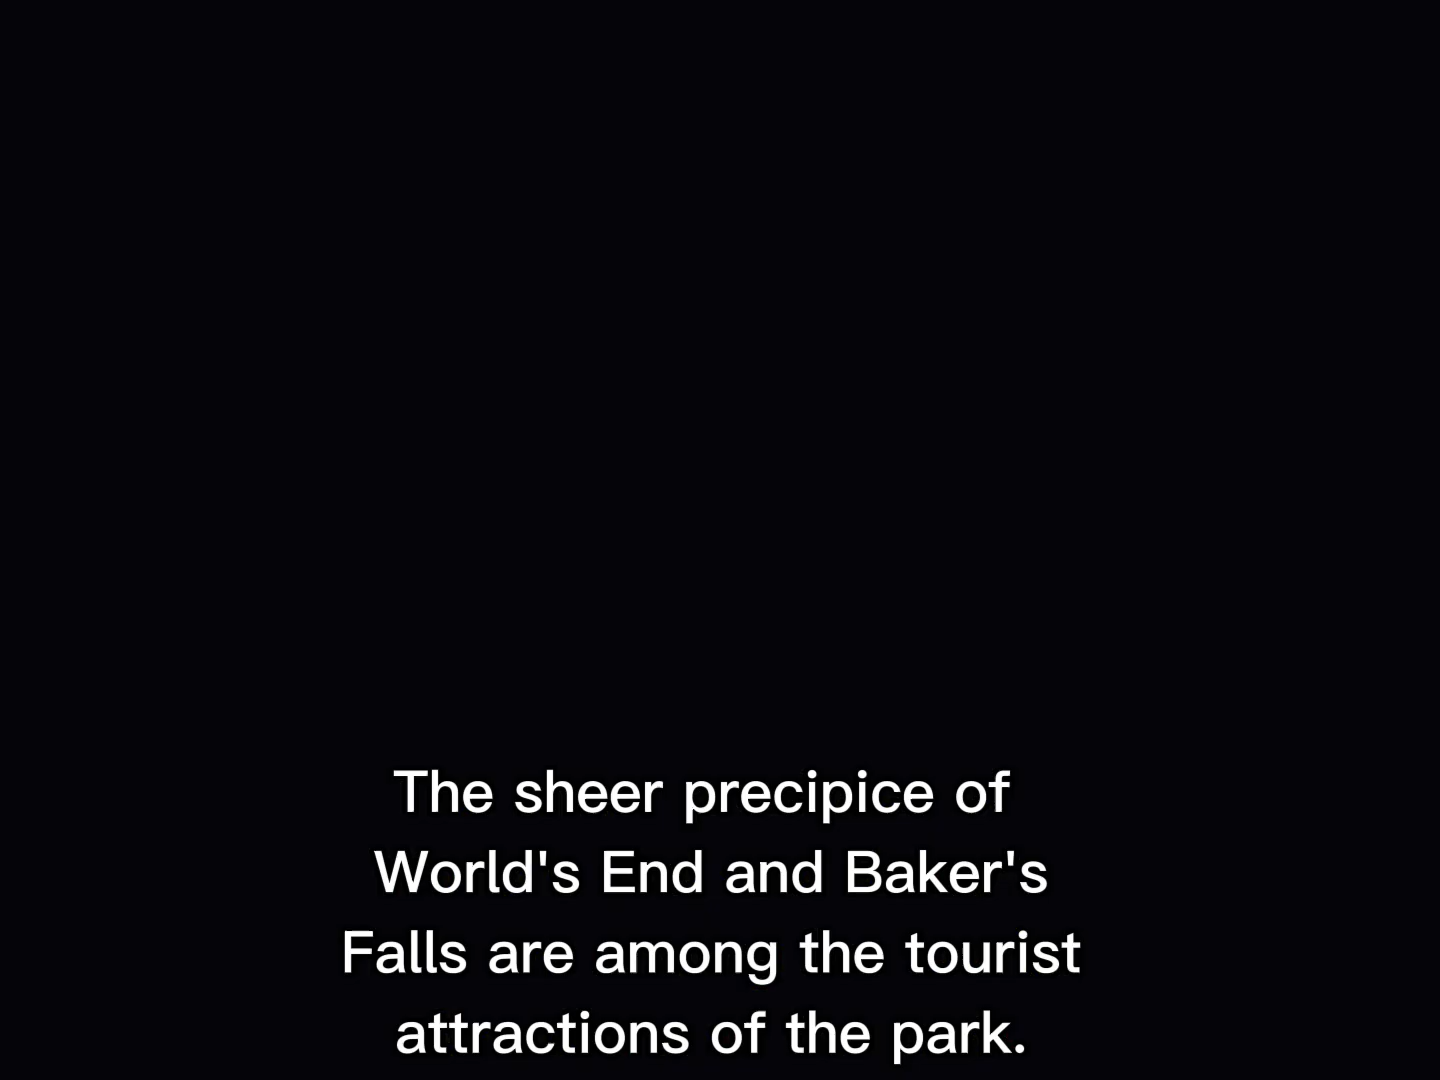 The sheer precipice of
World's End and Baker's
Falls are among the tourist
attractions of the park.